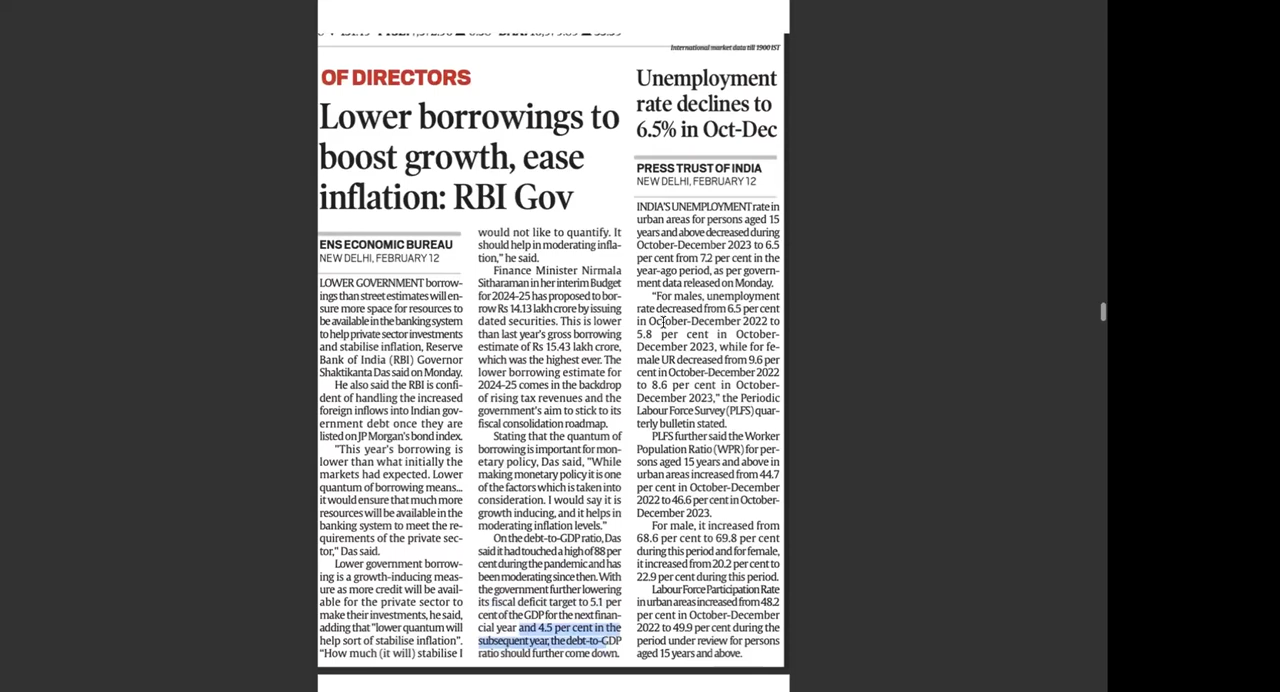 International market data till 1900 IST
OF DIRECTORS
Lower borrowings to
boost growth, ease
inflation: RBI Gov
ENS ECONOMIC BUREAU
NEW DELHI, FEBRUARY 12
LOWER GOVERNMENT borrow-
ings than street estimates will en-
sure more space for resources to
be available in the banking system
to help private sector investments
and stabilise inflation, Reserve
Bank of India (RBI) Governor
Shaktikanta Das said on Monday.
He also said the RBI is confi-
dent of handling the increased
foreign inflows into Indian gov-
ernment debt once they are
listed on JP Morgan's bond index.
"This year's borrowing is
lower than what initially the
markets had expected. Lower
quantum of borrowing means...
it would ensure that much more
resources will be available in the
banking system to meet the re-
quirements of the private sec-
tor," Das said.
Lower government borrow-
ing is a growth-inducing meas-
ure as more credit will be avail-
able for the private sector to
make their investments, he said,
adding that "lower quantum will
help sort of stabilise inflation".
"How much (it will) stabilise I
would not like to quantify. It
should help in moderating infla-
tion," he said.
Finance Minister Nirmala
Sitharaman in her interim Budget
for 2024-25 has proposed to bor-
row Rs 14.13 lakh crore by issuing
dated securities. This is lower
than last year's gross borrowing
estimate of Rs 15.43 lakh crore,
which was the highest ever. The
lower borrowing estimate for
2024-25 comes in the backdrop
of rising tax revenues and the
government's aim to stick to its
fiscal consolidation roadmap.
Stating that the quantum of
borrowing is important for mon-
etary policy, Das said, "While
making monetary policy it is one
of the factors which is taken into
consideration. I would say it is
growth inducing, and it helps in
moderating inflation levels."
On the debt-to-GDP ratio, Das
said it had touched a high of 88 per
cent during the pandemic and has
been moderating since then. With
the government further lowering
its fiscal deficit target to 5.1 per
cent of the GDP for the next finan-
cial year and 4.5 per cent in the
subsequent year, the debt-to-GDP
ratio should further come down.
Unemployment
rate declines to
6.5% in Oct-Dec
PRESS TRUST OF INDIA
NEW DELHI, FEBRUARY 12
INDIA'S UNEMPLOYMENT rate in
urban areas for persons aged 15
years and above decreased during
October-December 2023 to 6.5
per cent from 7.2 per cent in the
year-ago period, as per govern-
ment data released on Monday.
"For males, unemployment
rate decreased from 6.5 per cent
in October-December 2022 to
5.8 per cent in October-
December 2023, while for fe-
male UR decreased from 9.6 per
cent in October-December 2022
to 8.6 per cent in October-
December 2023," the Periodic
Labour Force Survey (PLFS) quar-
terly bulletin stated.
PLFS further said the Worker
Population Ratio (WPR) for per-
sons aged 15 years and above in
urban areas increased from 44.7
per cent in October-December
2022 to 46.6 per cent in October-
December 2023.
For male, it increased from
68.6 per cent to 69.8 per cent
during this period and for female,
it increased from 20.2 per cent to
22.9 per cent during this period.
Labour Force Participation Rate
in urban areas increased from 48.2
per cent in October-December
2022 to 49.9 per cent during the
period under review for persons
aged 15 years and above.